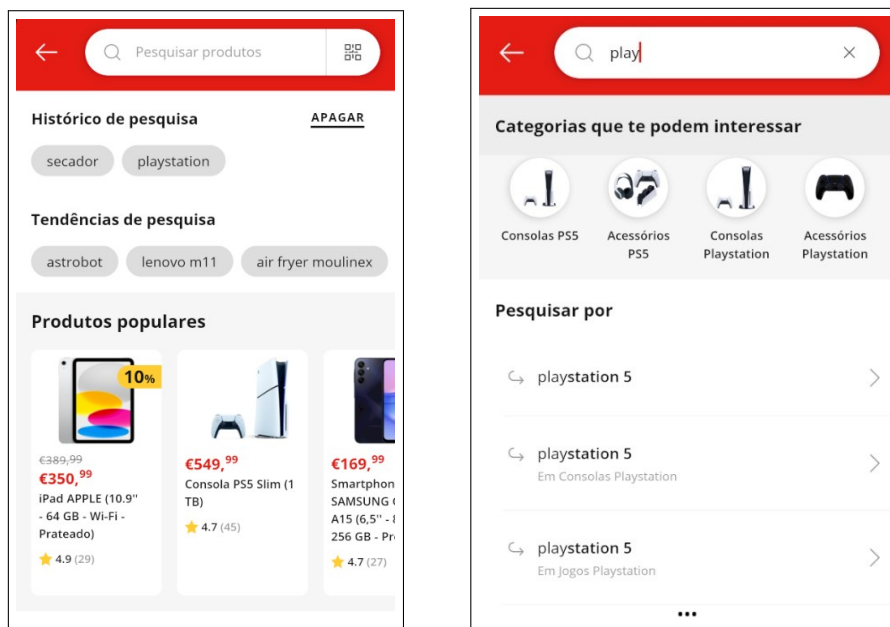 Pesquisar produtos
Histórico de pesquisa APAGAR
secador playstation
Tendências de pesquisa
astrobot lenovo m11 air fryer moulinex
Produtos populares
10%
€389,99
€350,99
iPad APPLE (10.9"
- 64 GB - Wi-Fi -
Prateado)
4.9 (29)
€549,99
Consola PS5 Slim (1
TB)
4.7 (45)
€169,99
Smartphon
SAMSUNG
A15 (6,5" -
256 GB - Pr
4.7 (27)
play
Categorias que te podem interessar
Consolas PS5
Acessórios
PS5
Consolas
Playstation
Acessórios
Playstation
Pesquisar por
playstation 5
playstation 5
Em Consolas Playstation
playstation 5
Em Jogos Playstation
...